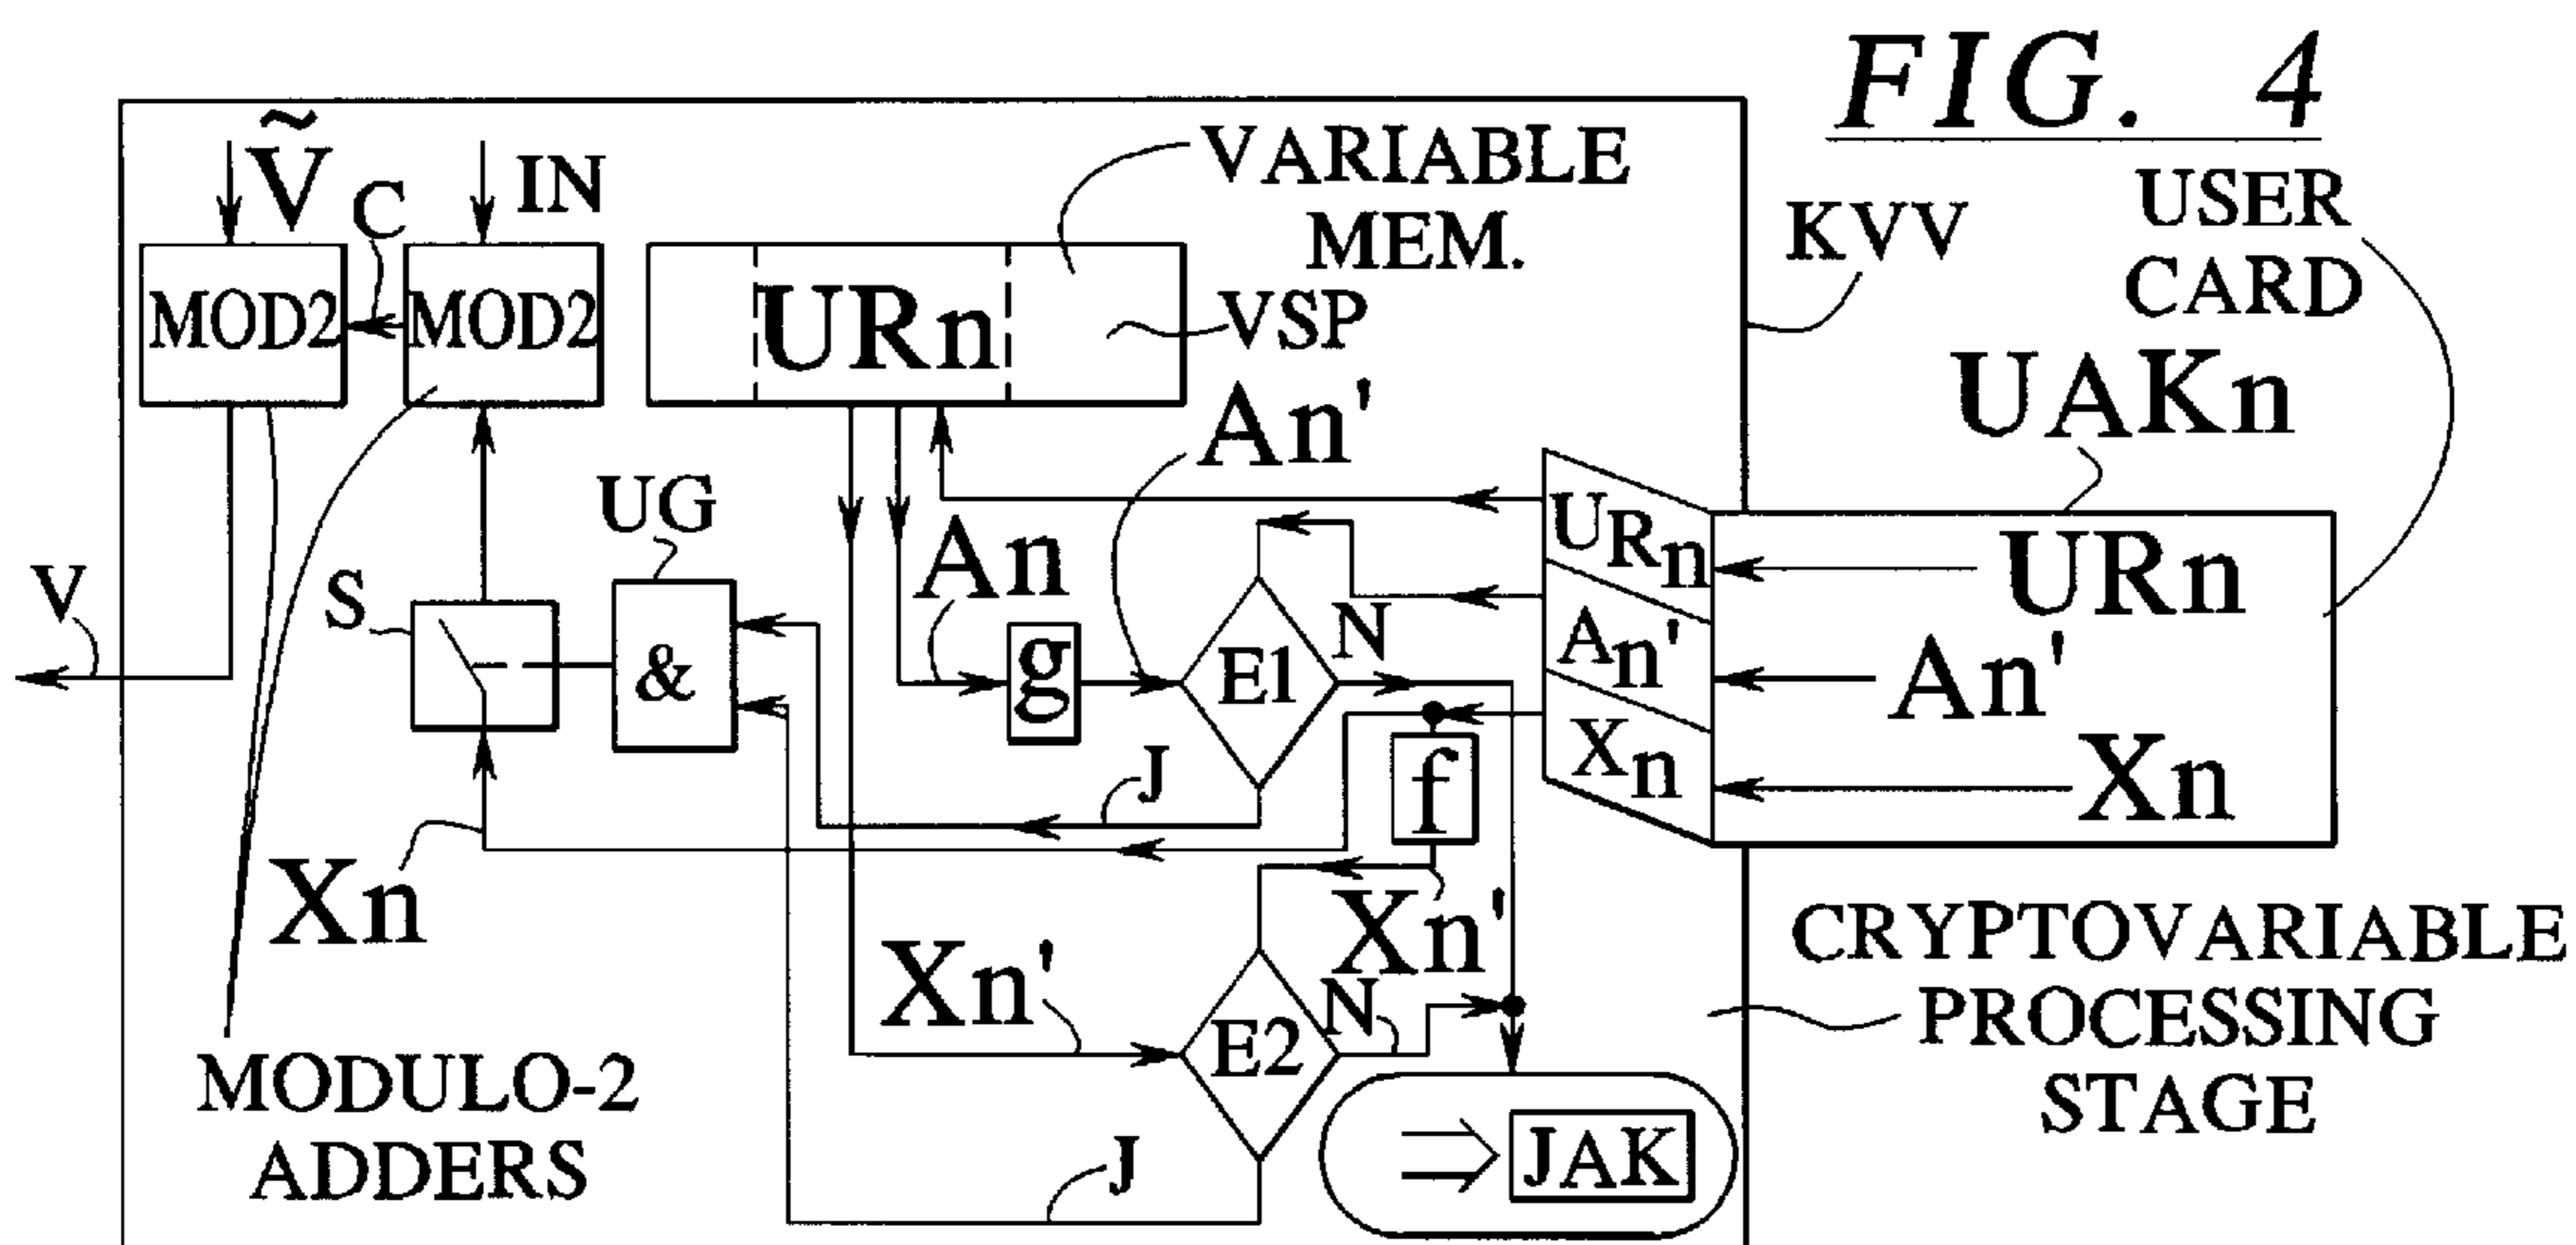 FIG. 4
Ṽ
C
IN
MOD2
MOD2
URn
VARIABLE
MEM.
VSP
KVV
USER
CARD
UAKn
An'
UG
V
S
&
An
g
E1
N
URn
An'
Xn
URn
An'
Xn
J
f
Xn
Xn'
Xn'
E2
N
J
JAK
MODULO-2
ADDERS
CRYPTOVARIABLE
PROCESSING
STAGE